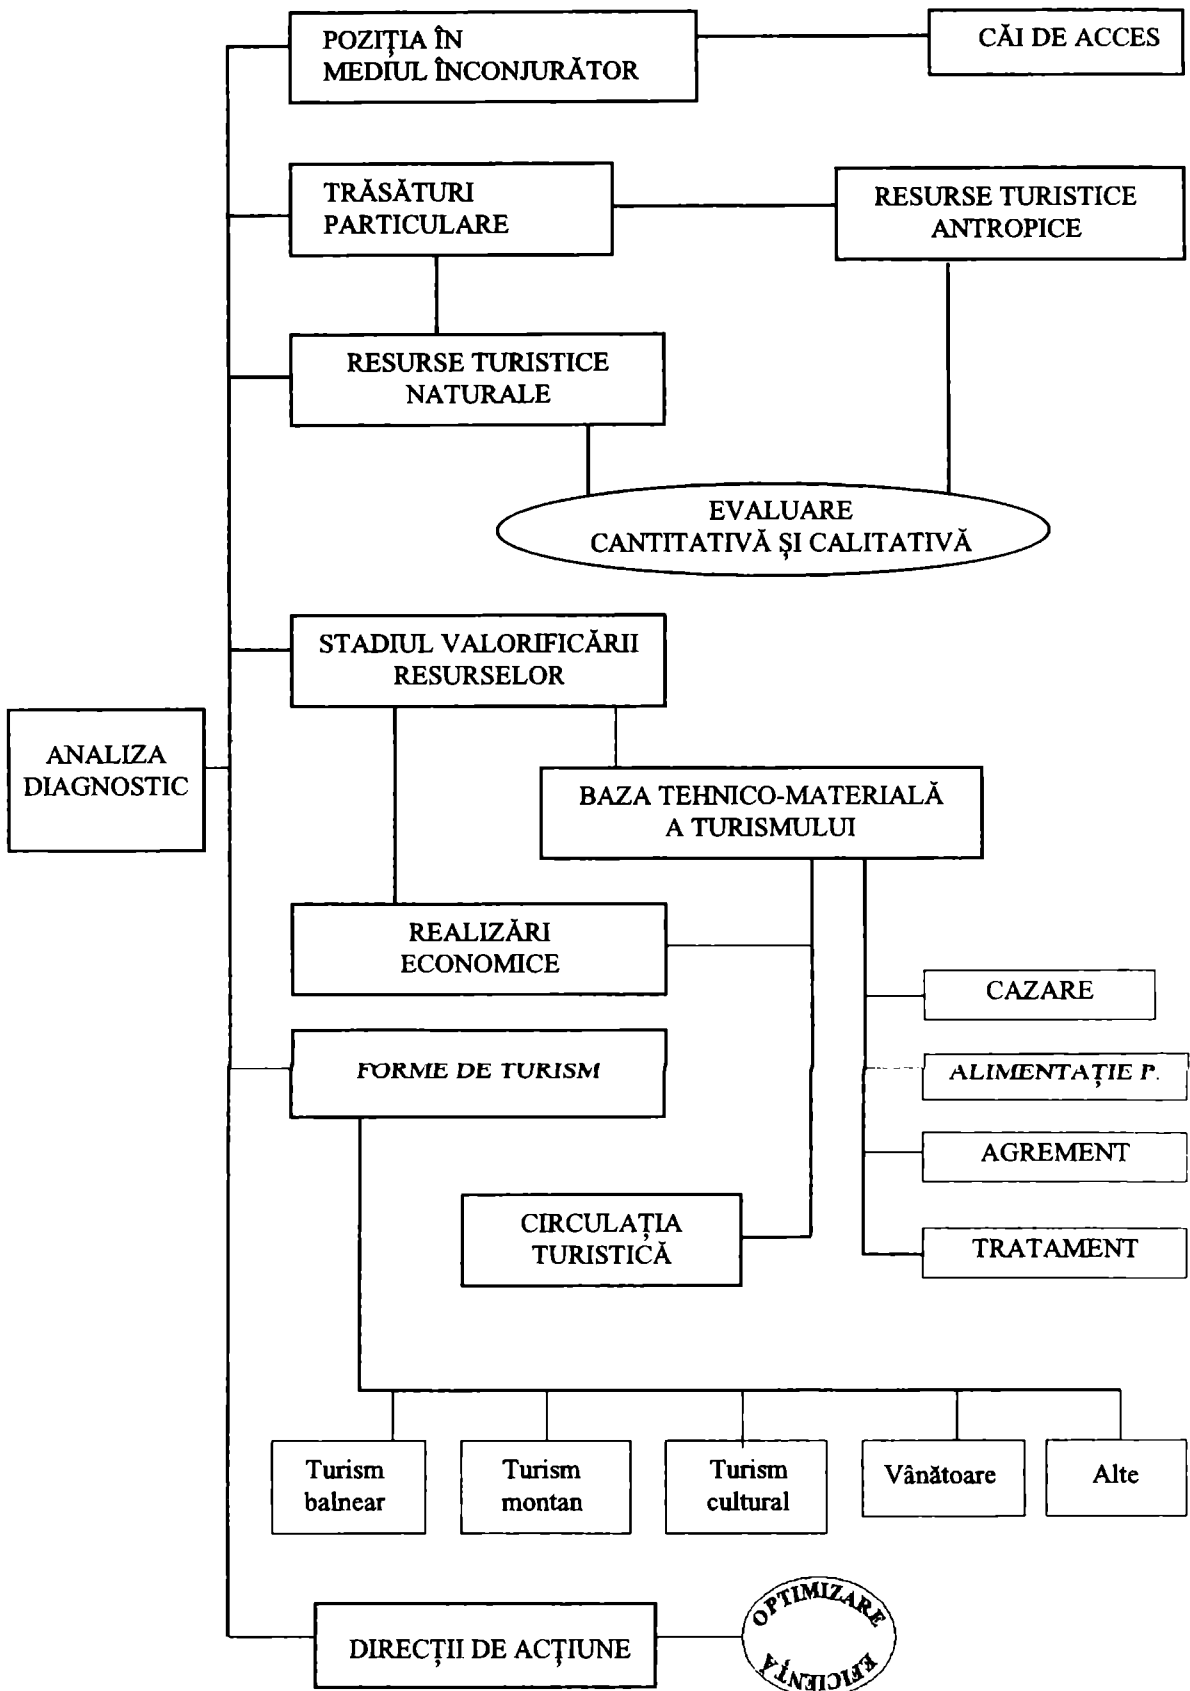 POZIȚIA ÎN
MEDIUL ÎNCONJURĂTOR
CĂI DE ACCES
TRĂSĂTURI
PARTICULARE
RESURSE TURISTICE
ANTROPICE
RESURSE TURISTICE
NATURALE
EVALUARE
CANTITATIVĂ ȘI CALITATIVĂ
STADIUL VALORIFICĂRII
RESURSELOR
ANALIZA
DIAGNOSTIC
BAZA TEHNICO-MATERIALĂ
A TURISMULUI
REALIZĂRI
ECONOMICE
CAZARE
FORME DE TURISM
ALIMENTAȚIE P.
AGREMENT
CIRCULAȚIA
TURISTICĂ
TRATAMENT
Turism
balnear
Turism
montan
Turism
cultural
Vânătoare
Alte
DIRECȚII DE ACȚIUNE
OPTIMIZARE
EFICIENȚA